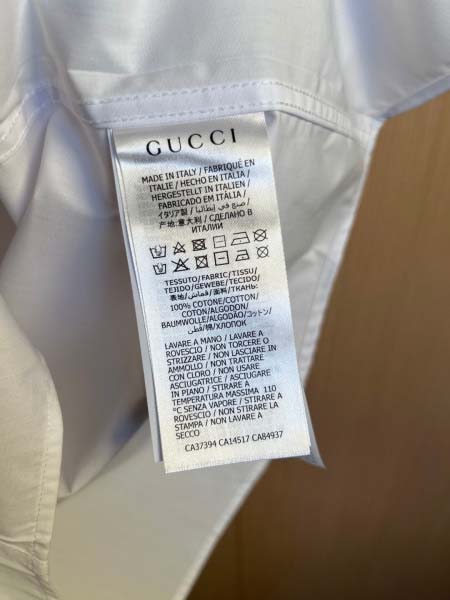 GUCCI
MADE IN ITALY / FABRIQUÉ EN
ITALIE / HECHO EN ITALIA /
HERGESTELLT IN ITALIEN /
FABRICADO EM ITÁLIA /
イタリア製 / صنع في إيطاليا /
产地:意大利 / СДЕЛАНО В
ИТАЛИИ
TESSUTO/FABRIC/TISSU/
TEJIDO/GEWEBE/TECIDO/
表地/قماش/面料/ТКАНЬ:
100% COTONE/COTTON/
COTON/ALGODON/
BAUMWOLLE/ALGODÃO/コットン/
قطن/棉/ХЛОПОК
LAVARE A MANO / LAVARE A
ROVESCIO / NON TORCERE O
STRIZZARE / NON LASCIARE IN
AMMOLLO / NON TRATTARE
CON CLORO / NON USARE
ASCIUGATRICE / ASCIUGARE
IN PIANO / STIRARE A
TEMPERATURA MASSIMA 110
°C SENZA VAPORE / STIRARE A
ROVESCIO / NON STIRARE LA
STAMPA / NON LAVARE A
SECCO
CA37394 CA14517 CA84937